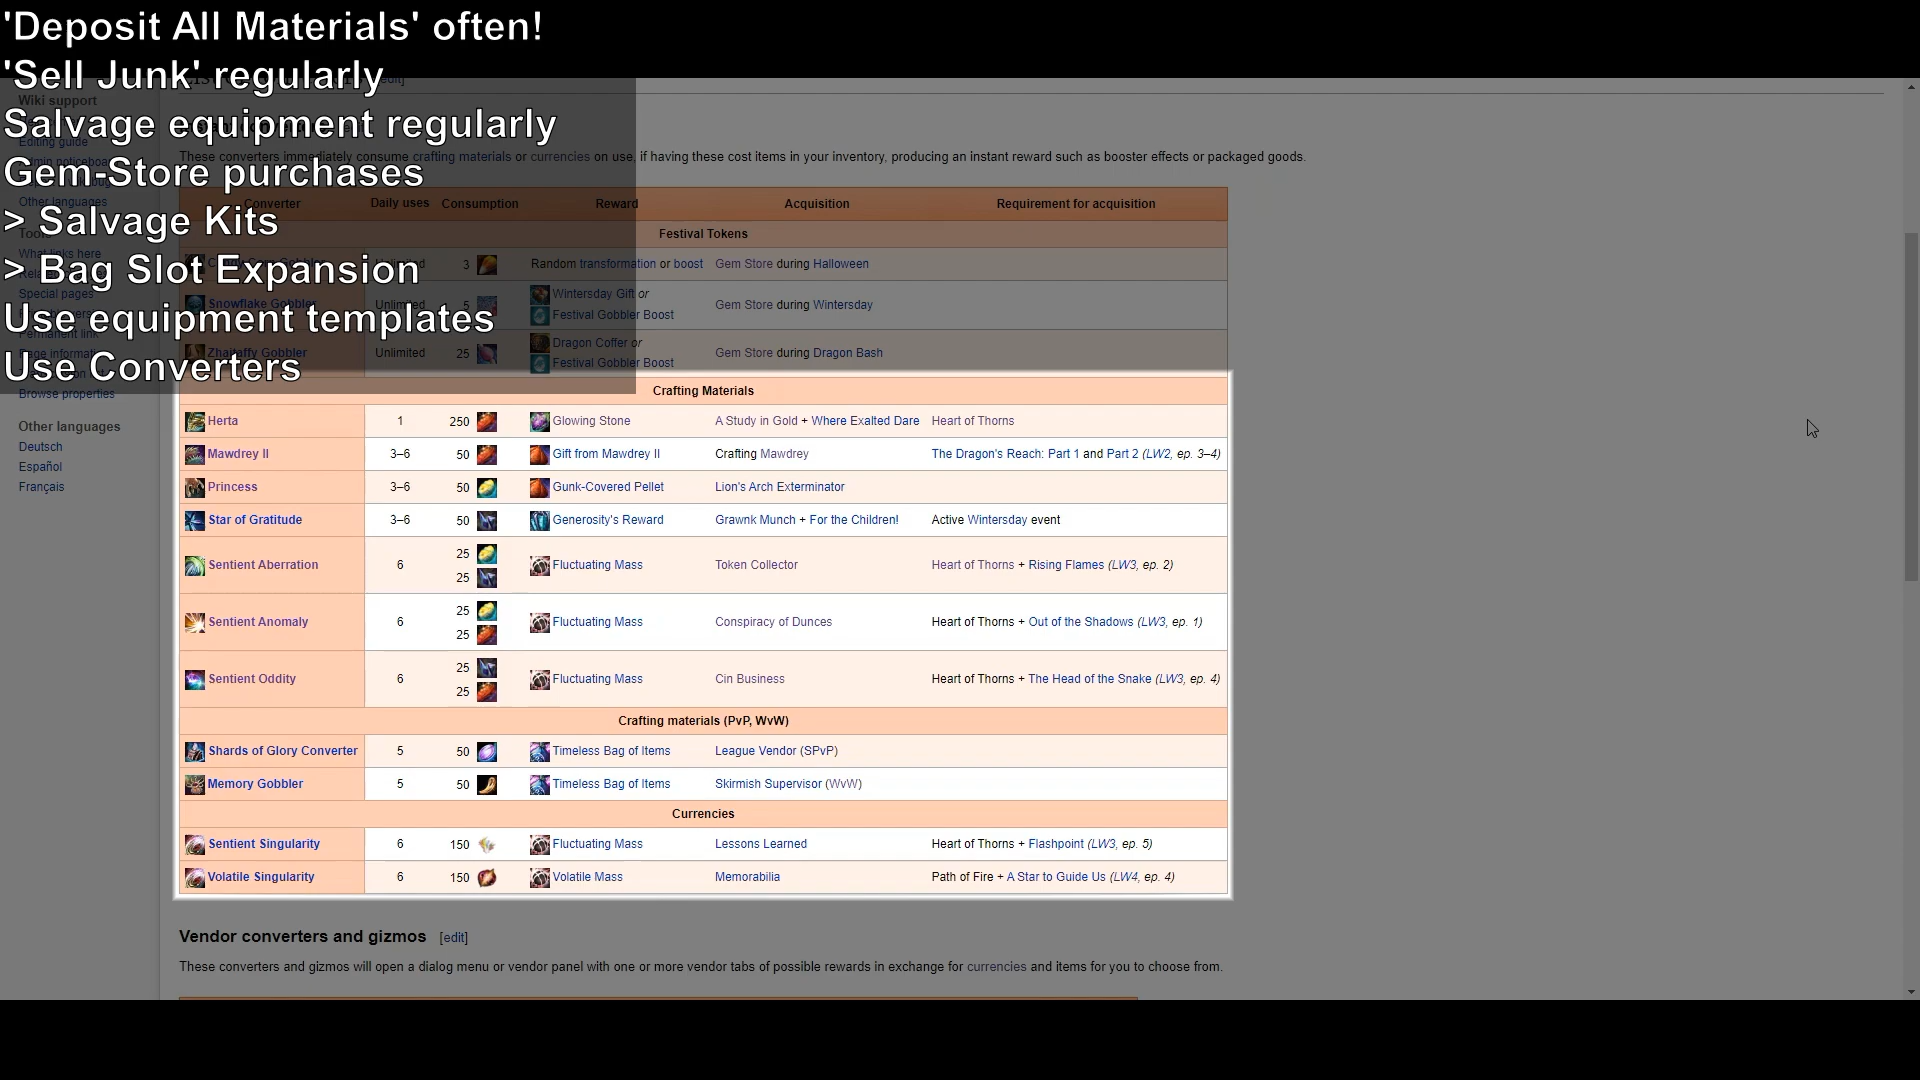 'Deposit All Materials' often!
'Sell Junk' regularly
Salvage equipment regularly
Gem-Store purchases
> Salvage Kits
> Bag Slot Expansion
Use equipment templates
Use Converters
Wiki support
Editing guide
Other languages
What links here
Special pages
Permanent link
Page information
Browse properties
Other languages
Deutsch
Español
Français
These converters immediately consume crafting materials or currencies on use, if having these cost items in your inventory, producing an instant reward such as booster effects or packaged goods.
Converter Daily uses Consumption Reward Acquisition Requirement for acquisition
Festival Tokens
3 Random transformation or boost Gem Store during Halloween
Snowflake Gobbler Unlimited 5 Wintersday Gift or Festival Gobbler Boost Gem Store during Wintersday
Zhaitaffy Gobbler Unlimited 25 Dragon Coffer or Festival Gobbler Boost Gem Store during Dragon Bash
Crafting Materials
Herta 1 250 Glowing Stone A Study in Gold + Where Exalted Dare Heart of Thorns
Mawdrey II 3–6 50 Gift from Mawdrey II Crafting Mawdrey The Dragon's Reach: Part 1 and Part 2 (LW2, ep. 3–4)
Princess 3–6 50 Gunk-Covered Pellet Lion's Arch Exterminator
Star of Gratitude 3–6 50 Generosity's Reward Grawnk Munch + For the Children! Active Wintersday event
Sentient Aberration 6 25 25 Fluctuating Mass Token Collector Heart of Thorns + Rising Flames (LW3, ep. 2)
Sentient Anomaly 6 25 25 Fluctuating Mass Conspiracy of Dunces Heart of Thorns + Out of the Shadows (LW3, ep. 1)
Sentient Oddity 6 25 25 Fluctuating Mass Cin Business Heart of Thorns + The Head of the Snake (LW3, ep. 4)
Crafting materials (PvP, WvW)
Shards of Glory Converter 5 50 Timeless Bag of Items League Vendor (SPvP)
Memory Gobbler 5 50 Timeless Bag of Items Skirmish Supervisor (WvW)
Currencies
Sentient Singularity 6 150 Fluctuating Mass Lessons Learned Heart of Thorns + Flashpoint (LW3, ep. 5)
Volatile Singularity 6 150 Volatile Mass Memorabilia Path of Fire + A Star to Guide Us (LW4, ep. 4)
Vendor converters and gizmos [edit]
These converters and gizmos will open a dialog menu or vendor panel with one or more vendor tabs of possible rewards in exchange for currencies and items for you to choose from.